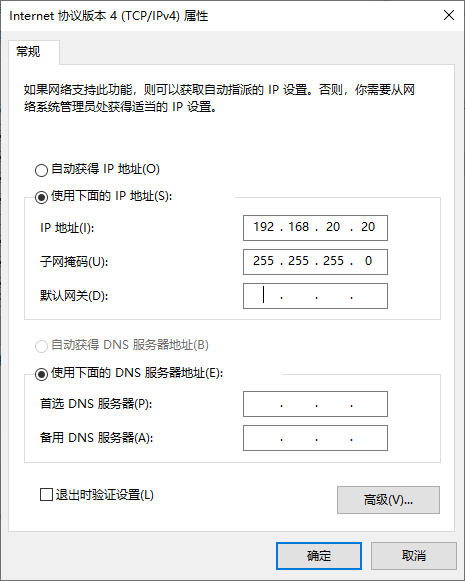 Internet 协议版本 4 (TCP/IPv4) 属性
常规
如果网络支持此功能，则可以获取自动指派的 IP 设置。否则，你需要从网
络系统管理员处获得适当的 IP 设置。
自动获得 IP 地址(O)
使用下面的 IP 地址(S):
IP 地址(I): 192 . 168 . 20 . 20
子网掩码(U): 255 . 255 . 255 . 0
默认网关(D): . . .
自动获得 DNS 服务器地址(B)
使用下面的 DNS 服务器地址(E):
首选 DNS 服务器(P): . . .
备用 DNS 服务器(A): . . .
退出时验证设置(L)
高级(V)...
确定 取消